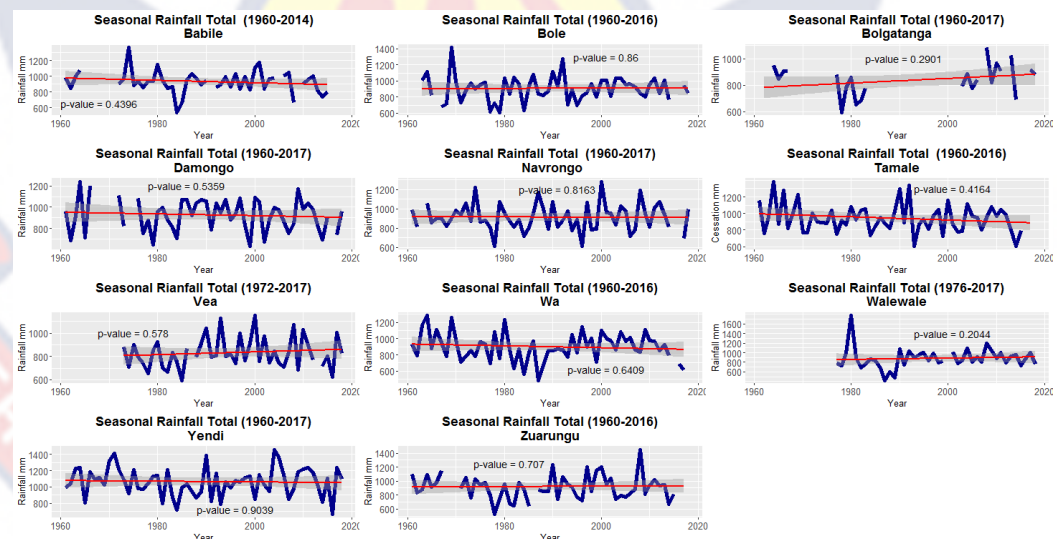 Seasonal Rainfall Total (1960-2014)
Babile
Rainfall mm
1200
1000
800
600
p-value = 0.4396
1960
1980
2000
2020
Year
Seasonal Rainfall Total (1960-2016)
Bole
Rainfall mm
1400
1200
1000
800
600
p-value = 0.86
1960
1980
2000
2020
Year
Seasonal Rainfall Total (1960-2017)
Bolgatanga
Rainfall mm
1000
800
600
p-value = 0.2901
1960
1980
2000
2020
Year
Seasonal Rainfall Total (1960-2017)
Damongo
Rainfall mm
1200
1000
800
p-value = 0.5359
1960
1980
2000
2020
Year
Seasnal Rainfall Total (1960-2017)
Navrongo
Rainfall mm
1200
1000
800
600
p-value = 0.8163
1960
1980
2000
2020
Year
Seasonal Rainfall Total (1960-2016)
Tamale
Cessation mm
1400
1200
1000
800
600
p-value = 0.4164
1960
1980
2000
2020
Year
Seasonal Rainfall Total (1972-2017)
Vea
Rainfall mm
1000
800
600
p-value = 0.578
1960
1980
2000
2020
Year
Seasonal Rainfall Total (1960-2016)
Wa
Rainfall mm
1200
1000
800
600
p-value = 0.6409
1960
1980
2000
2020
Year
Seasonal Rainfall Total (1976-2017)
Walewale
Rainfall mm
1600
1400
1200
1000
800
600
p-value = 0.2044
1960
1980
2000
2020
Year
Seasonal Rainfall Total (1960-2017)
Yendi
Rainfall mm
1400
1200
1000
800
p-value = 0.9039
1960
1980
2000
2020
Year
Seasonal Rainfall Total (1960-2016)
Zuarungu
Rainfall mm
1400
1200
1000
800
600
p-value = 0.707
1960
1980
2000
2020
Year